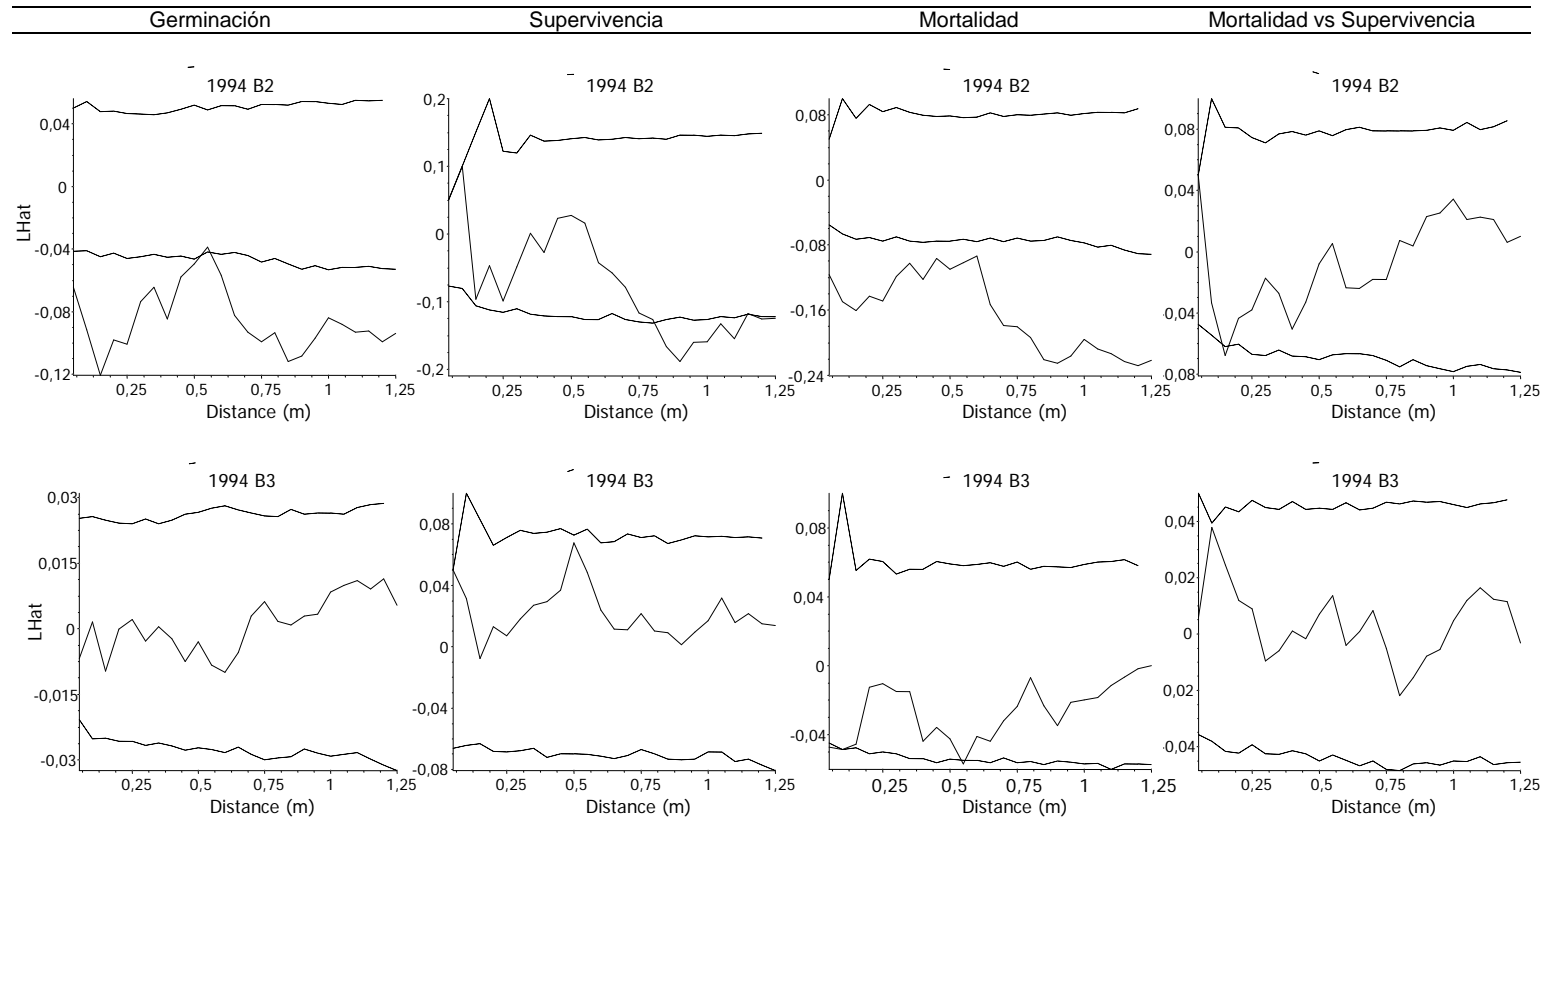 Germinación Supervivencia Mortalidad Mortalidad vs Supervivencia
1994 B2 1994 B2 1994 B2 1994 B2
LHat
0,04
0
-0,04
-0,08
-0,12
0,25 0,5 0,75 1 1,25
Distance (m)
0,2
0,1
0
-0,1
-0,2
0,25 0,5 0,75 1 1,25
Distance (m)
0,08
0
-0,08
-0,16
-0,24
0,25 0,5 0,75 1 1,25
Distance (m)
0,08
0,04
0
0,04
0,08
0,25 0,5 0,75 1 1,25
Distance (m)
1994 B3 1994 B3 1994 B3 1994 B3
LHat
0,03
0,015
0
-0,015
-0,03
0,25 0,5 0,75 1 1,25
Distance (m)
0,08
0,04
0
-0,04
-0,08
0,25 0,5 0,75 1 1,25
Distance (m)
0,08
0,04
0
-0,04
0,25 0,5 0,75 1 1,25
Distance (m)
0,04
0,02
0
0,02
0,04
0,25 0,5 0,75 1 1,25
Distance (m)